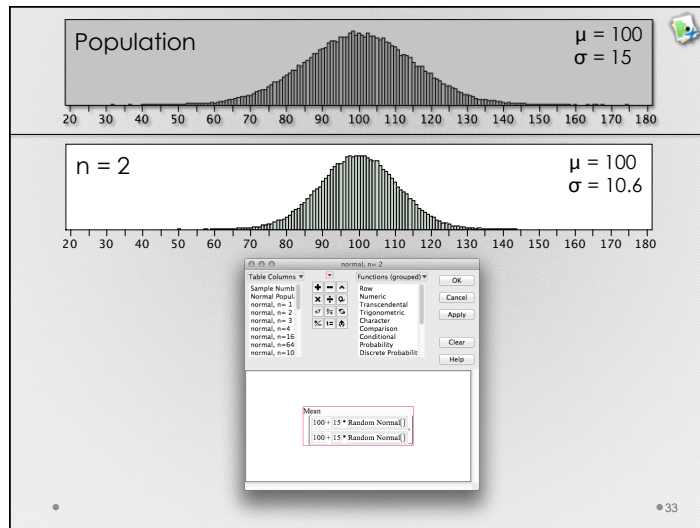 Population
μ = 100
σ = 15
20 30 40 50 60 70 80 90 100 110 120 130 140 150 160 170 180
n = 2
μ = 100
σ = 10.6
20 30 40 50 60 70 80 90 100 110 120 130 140 150 160 170 180
normal, n= 2
Table Columns
Functions (grouped)
OK
Sample Numb
Normal Popul
normal, n= 1
normal, n= 2
normal, n= 3
normal, n=4
normal, n=16
normal, n=64
normal, n=10
Row
Numeric
Transcendental
Trigonometric
Character
Comparison
Conditional
Probability
Discrete Probabilit
Cancel
Apply
Clear
Help
Mean
100 + 15 * Random Normal[] ,
100 + 15 * Random Normal[]
33